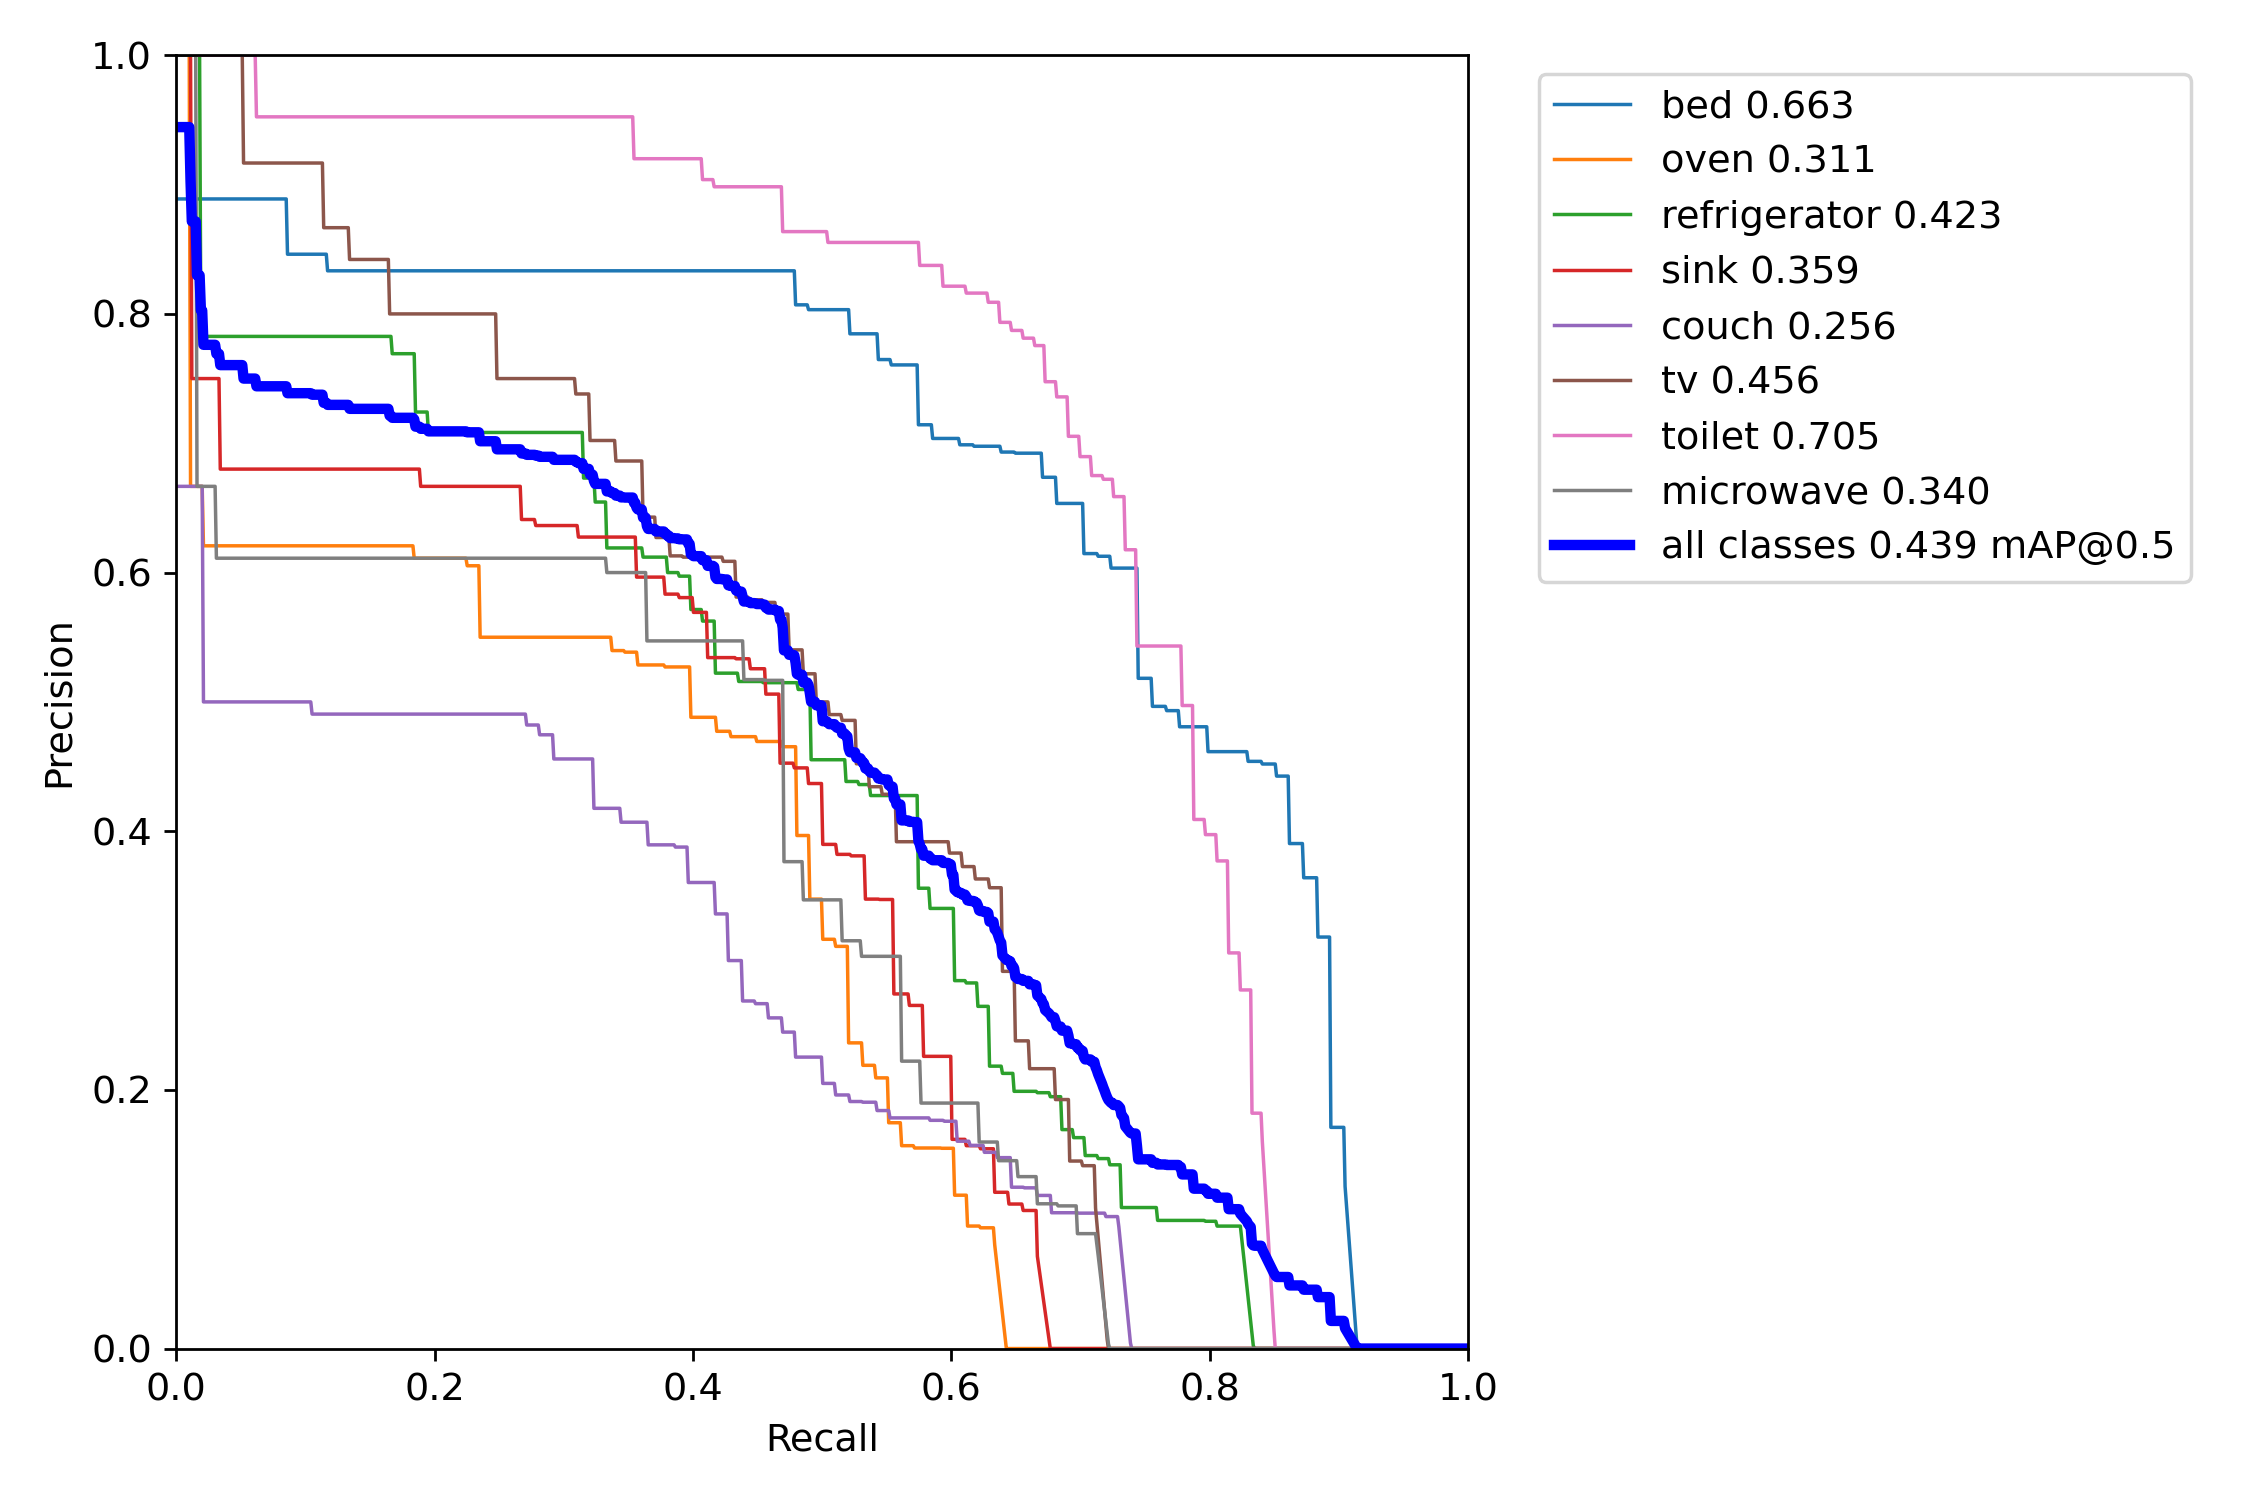 1.0
0.8
0.6
0.4
0.2
0.0
Precision
0.0 0.2 0.4 0.6 0.8 1.0
Recall
bed 0.663
oven 0.311
refrigerator 0.423
sink 0.359
couch 0.256
tv 0.456
toilet 0.705
microwave 0.340
all classes 0.439 mAP@0.5